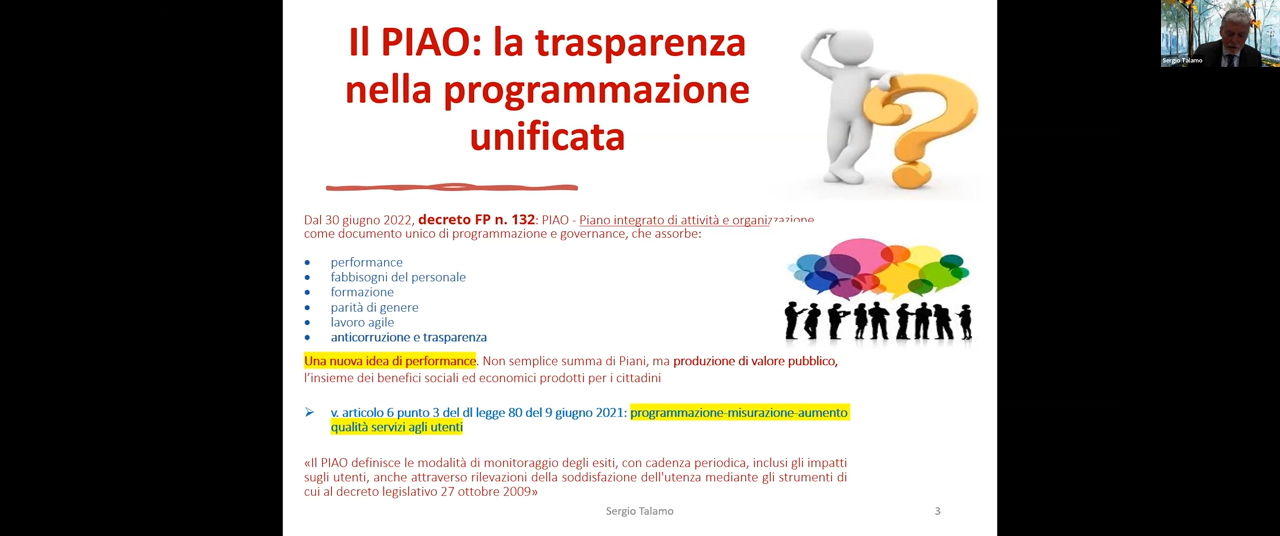 Il PIAO: la trasparenza
nella programmazione
unificata
Sergio Talamo
Dal 30 giugno 2022, decreto FP n. 132: PIAO - Piano integrato di attività e organizzazione
come documento unico di programmazione e governance, che assorbe:
• performance
• fabbisogni del personale
• formazione
• parità di genere
• lavoro agile
• anticorruzione e trasparenza
Una nuova idea di performance. Non semplice summa di Piani, ma produzione di valore pubblico,
l'insieme dei benefici sociali ed economici prodotti per i cittadini
➢ v. articolo 6 punto 3 del dl legge 80 del 9 giugno 2021: programmazione-misurazione-aumento
qualità servizi agli utenti
«Il PIAO definisce le modalità di monitoraggio degli esiti, con cadenza periodica, inclusi gli impatti
sugli utenti, anche attraverso rilevazioni della soddisfazione dell'utenza mediante gli strumenti di
cui al decreto legislativo 27 ottobre 2009»
Sergio Talamo
3